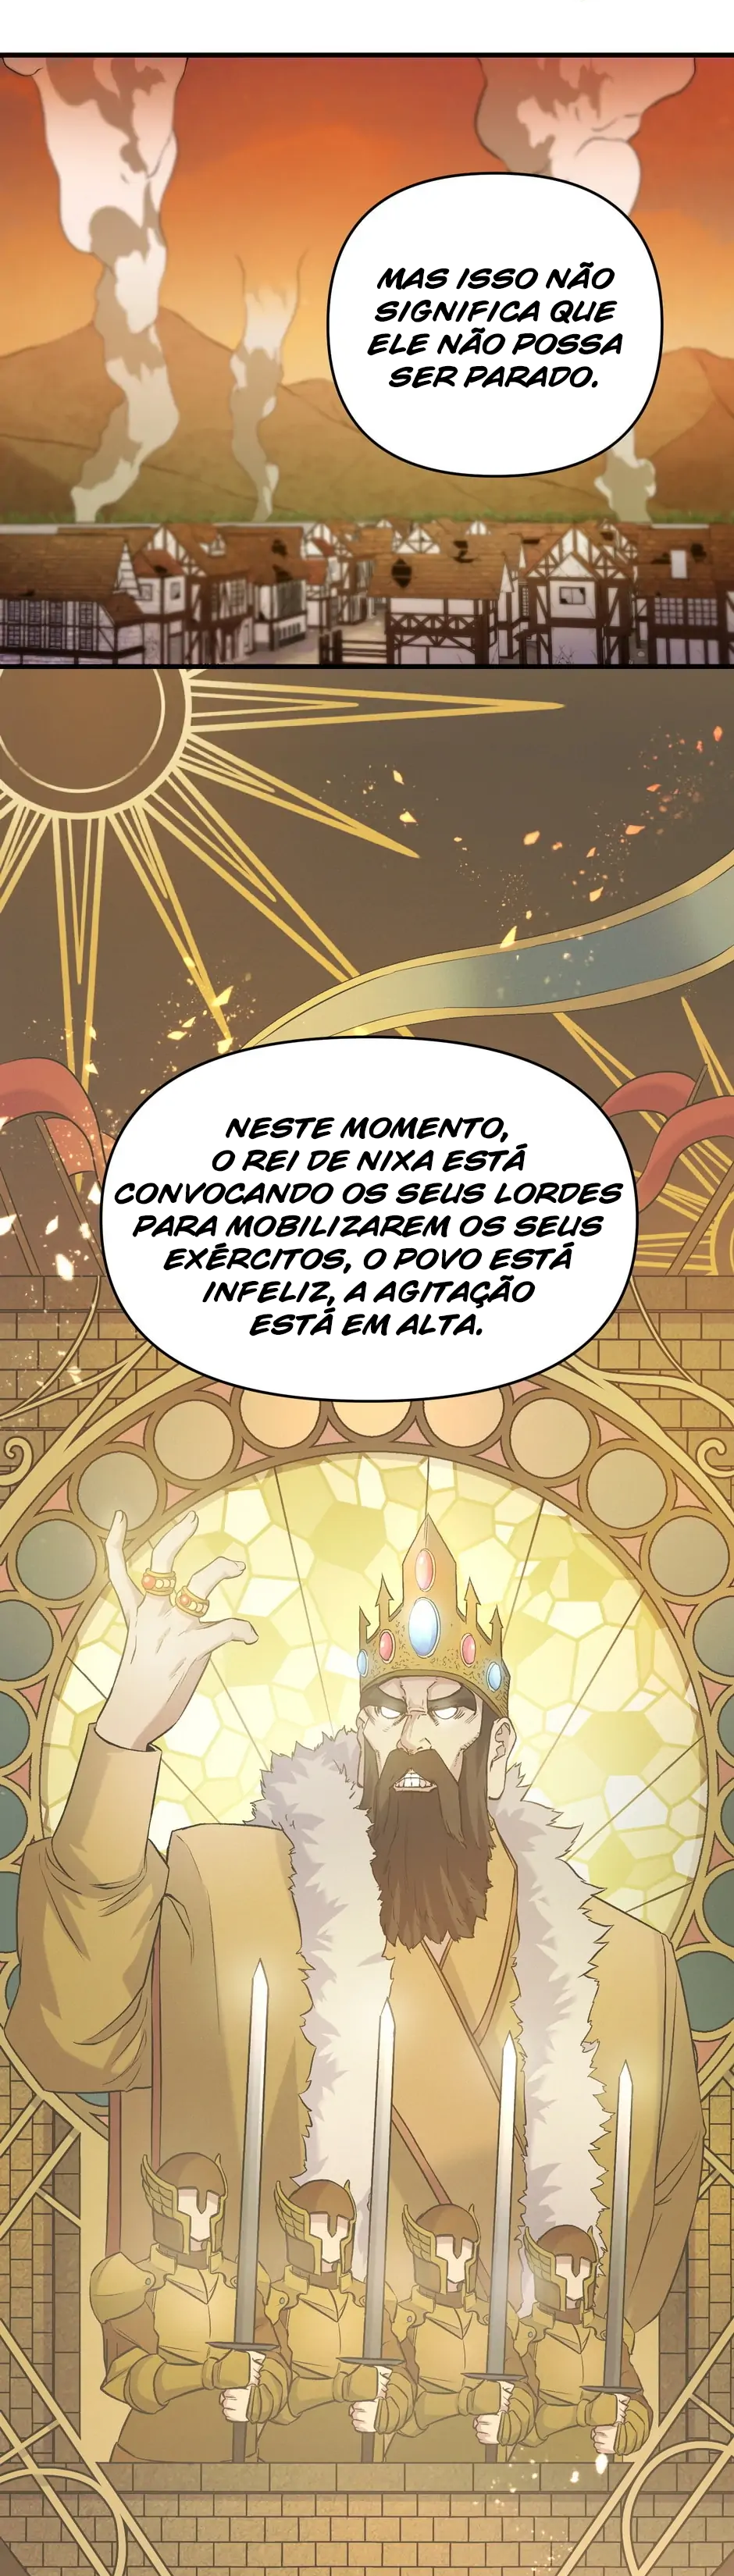 MAS ISSO NÃO
SIGNIFICA QUE
ELE NÃO POSSA
SER PARADO.
NESTE MOMENTO,
O REI DE NIXA ESTÁ
CONVOCANDO OS SEUS LORDES
PARA MOBILIZAREM OS SEUS
EXÉRCITOS, O POVO ESTÁ
INFELIZ, A AGITAÇÃO
ESTÁ EM ALTA.